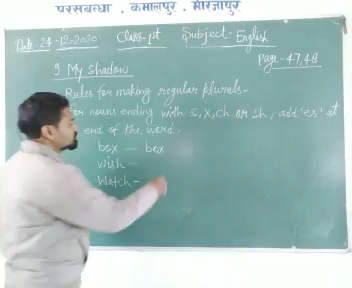 परसबन्धा , कमालपुर , मीरजापुर
Date-24-12-2020 Class-1st Subject-English
Page-47,48
9 My Shadow
Rules for making regular plurals-
For nouns ending with s,x,ch or sh, add 'es' at
end of the word.
box — box
wish —
Watch -